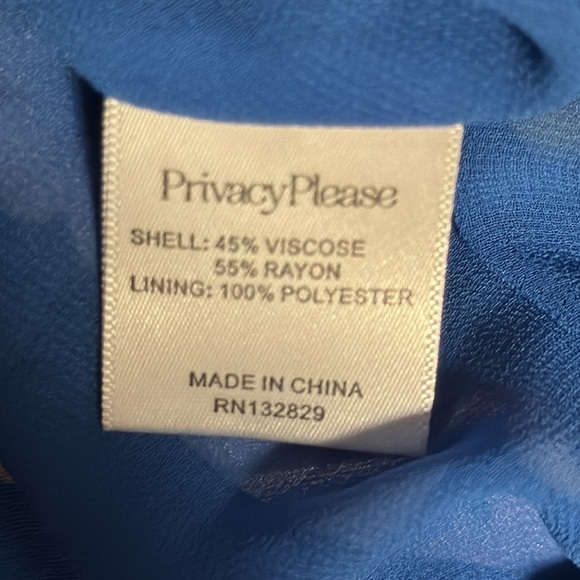 PrivacyPlease
SHELL: 45% VISCOSE
55% RAYON
LINING: 100% POLYESTER
MADE IN CHINA
RN132829